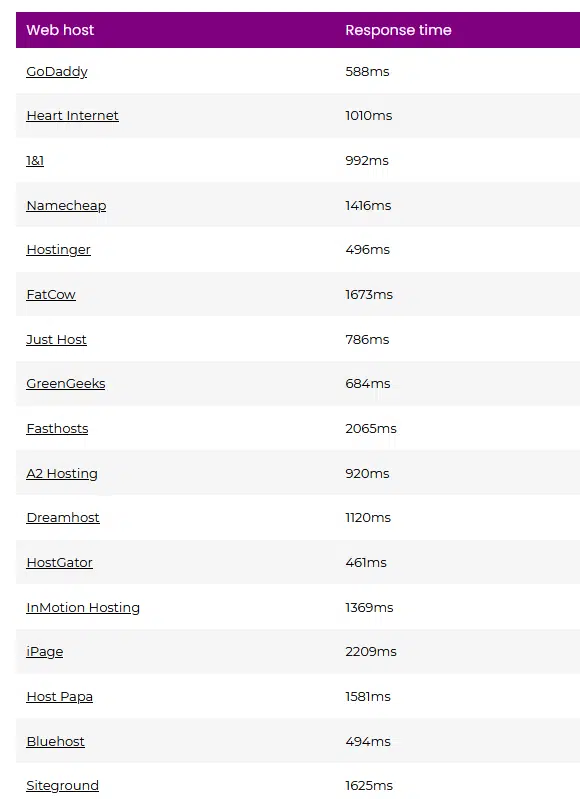 Web host Response time
GoDaddy 588ms
Heart Internet 1010ms
1&1 992ms
Namecheap 1416ms
Hostinger 496ms
FatCow 1673ms
Just Host 786ms
GreenGeeks 684ms
Fasthosts 2065ms
A2 Hosting 920ms
Dreamhost 1120ms
HostGator 461ms
InMotion Hosting 1369ms
iPage 2209ms
Host Papa 1581ms
Bluehost 494ms
Siteground 1625ms